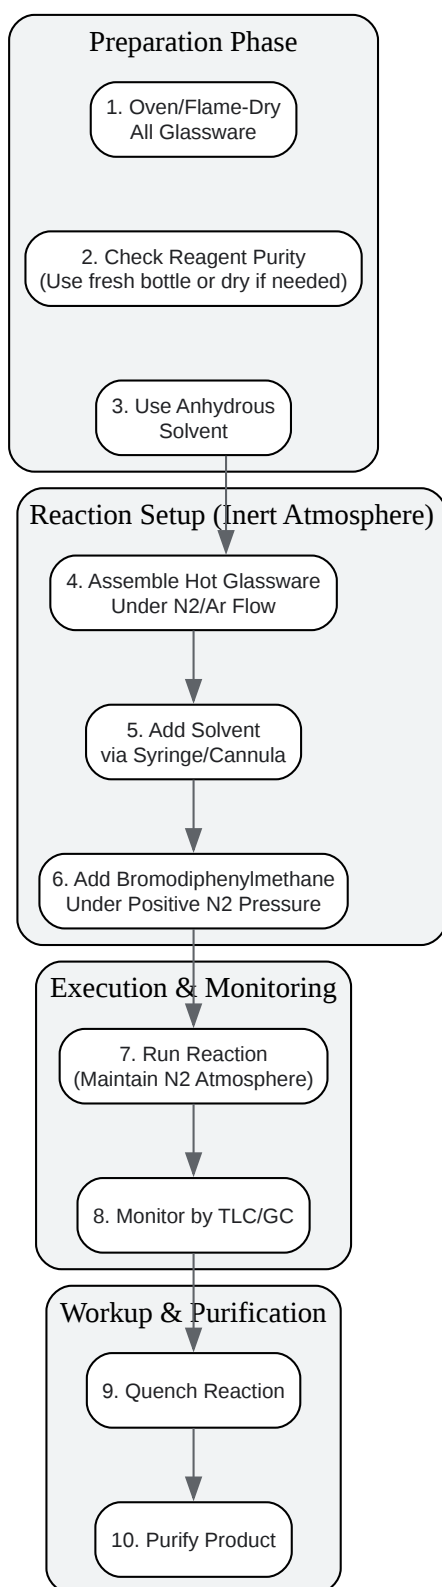 Preparation Phase
1. Oven/Flame-Dry
All Glassware
2. Check Reagent Purity
(Use fresh bottle or dry if needed)
3. Use Anhydrous
Solvent
Reaction Setup (Inert Atmosphere)
4. Assemble Hot Glassware
Under N2/Ar Flow
5. Add Solvent
via Syringe/Cannula
6. Add Bromodiphenylmethane
Under Positive N2 Pressure
Execution & Monitoring
7. Run Reaction
(Maintain N2 Atmosphere)
8. Monitor by TLC/GC
Workup & Purification
9. Quench Reaction
10. Purify Product